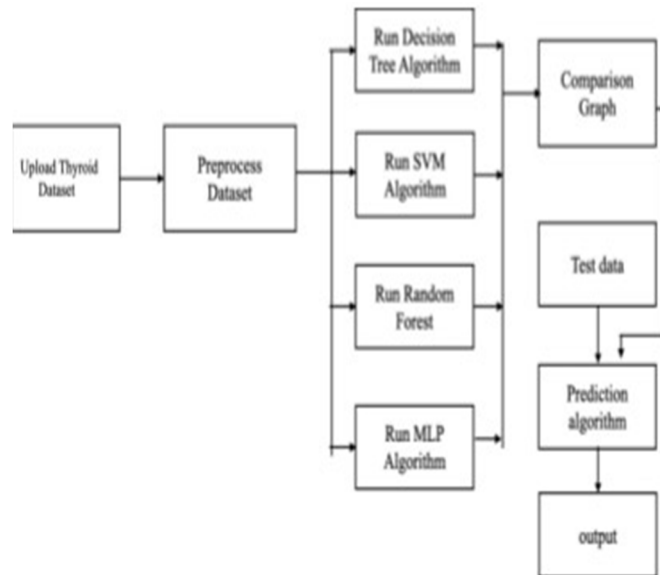 Upload Thyroid
Dataset
Preprocess
Dataset
Run Decision
Tree Algorithm
Run SVM
Algorithm
Run Random
Forest
Run MLP
Algorithm
Comparison
Graph
Test data
Prediction
algorithm
output